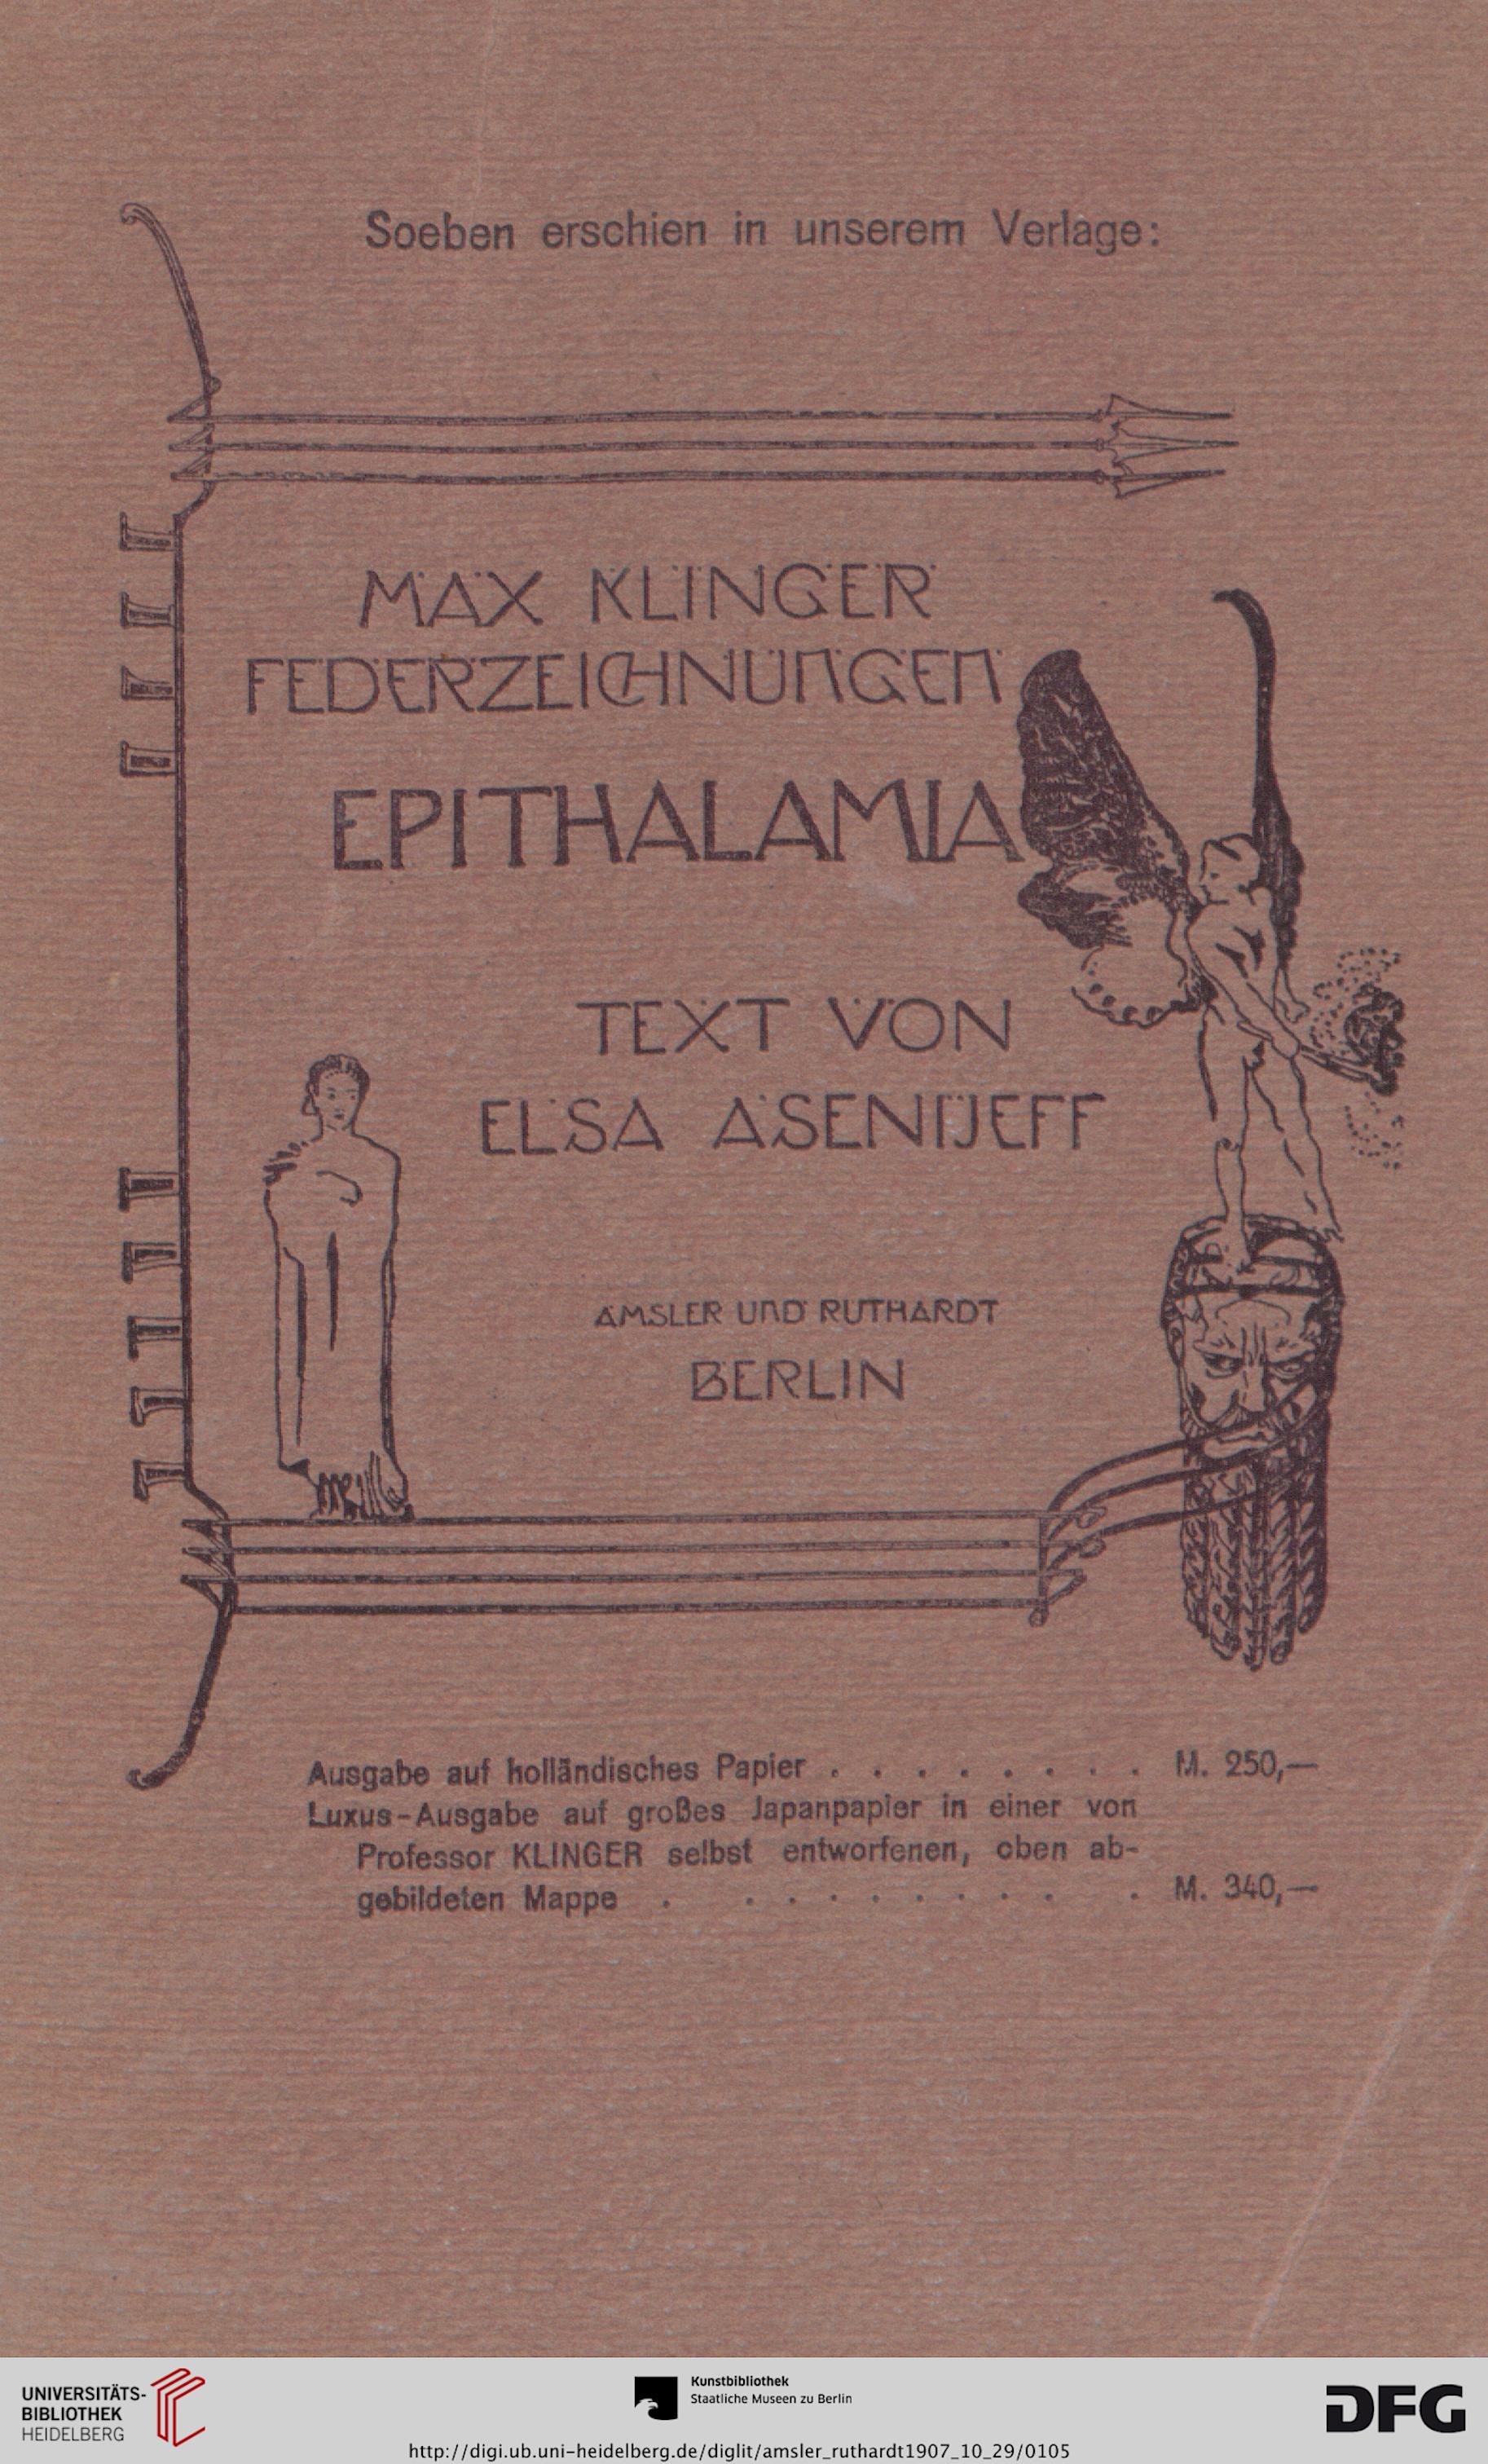 Soeben erschien in unserem Verlage:
MAX KLINGER
FEDERZEICHNUNGEN
EPITHALAMIA
TEXT VON
ELSA ASENIJEFF
AMSLER UND RUTHARDT
BERLIN
Ausgabe auf holländisches Papier . . . . . . . . M. 250,—
Luxus-Ausgabe auf großes Japanpapier in einer von
Professor KLINGER selbst entworfenen, oben ab-
gebildeten Mappe . . . . . . . . . . M. 340,—
UNIVERSITÄTS-
BIBLIOTHEK
HEIDELBERG
Kunstbibliothek
Staatliche Museen zu Berlin
DFG
http://digi.ub.uni-heidelberg.de/diglit/amsler_ruthardt1907_10_29/0105